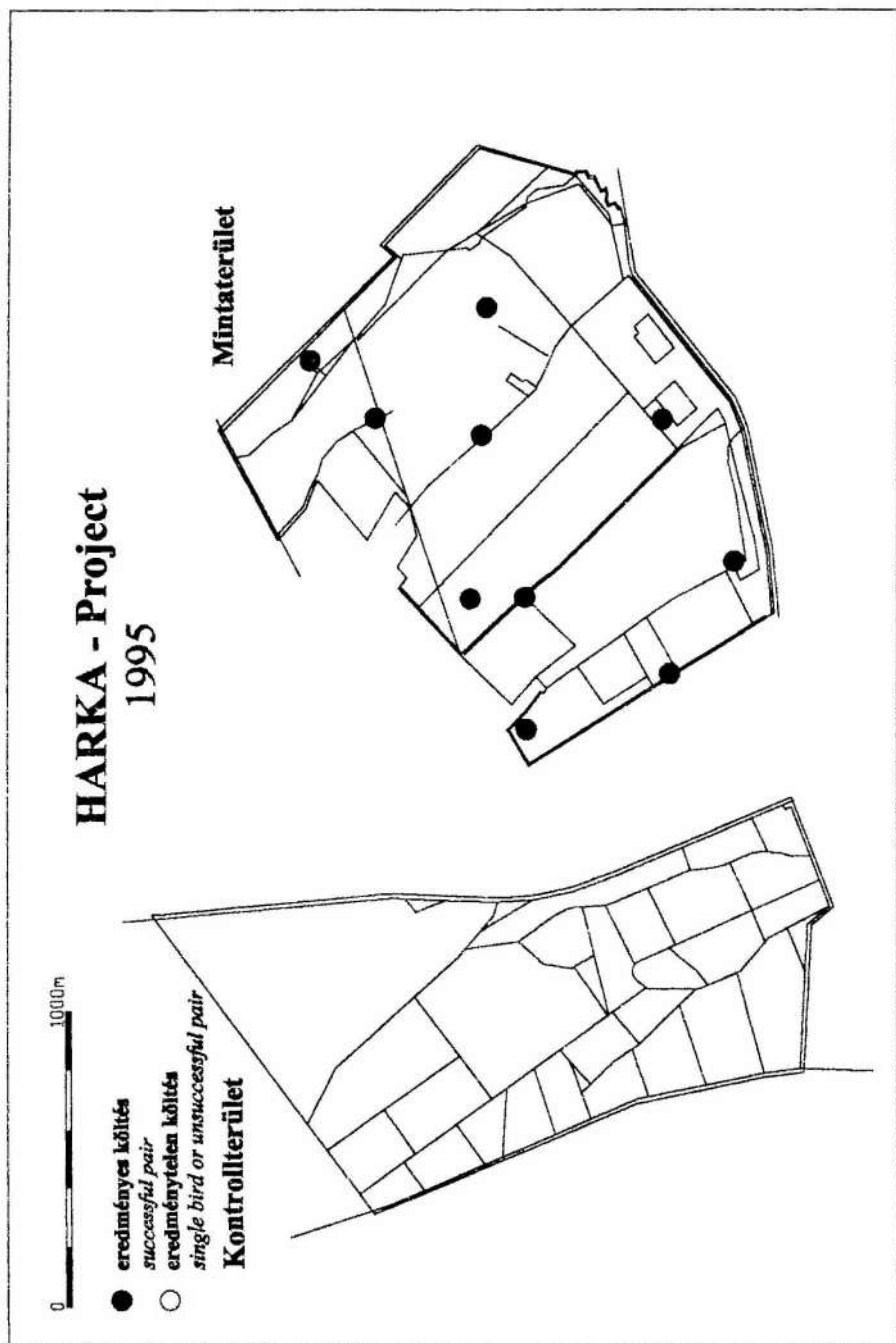 HARKA - Project
1995
0 1000m
eredményes költés
successful pair
eredménytelen költés
single bird or unsuccessful pair
Kontrollterület
Mintaterület